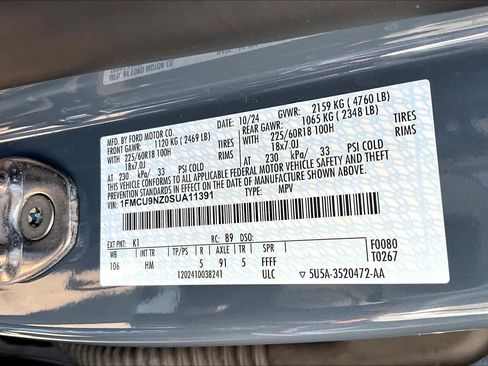 MFD. BY FORD MOTOR CO.
10/24 GVWR: 2159 KG ( 4760 LB)
FRONT GAWR: 1120 KG ( 2469 LB)
REAR GAWR: 1065 KG ( 2348 LB)
WITH 225/60R18 100H TIRES
WITH 225/60R18 100H TIRES
18x7.0J RIMS
18x7.0J RIMS
AT 230 kPa/ 33 PSI COLD
AT 230 kPa/ 33 PSI COLD
THIS VEHICLE CONFORMS TO ALL APPLICABLE FEDERAL MOTOR VEHICLE SAFETY AND BUMPER
STANDARDS IN EFFECT ON THE DATE OF MANUFACTURE SHOWN ABOVE.
VIN: 1FMCU9NZ0SUA11391
TYPE: MPV
EXT PNT: K1 RC: 89 DSO: F0080
WB INT TR TP/PS R AXLE TR SPR T0267
106 HM 5 91 5 FFFF
1202410038241 ULC ▽ 5U5A-3520472-AA